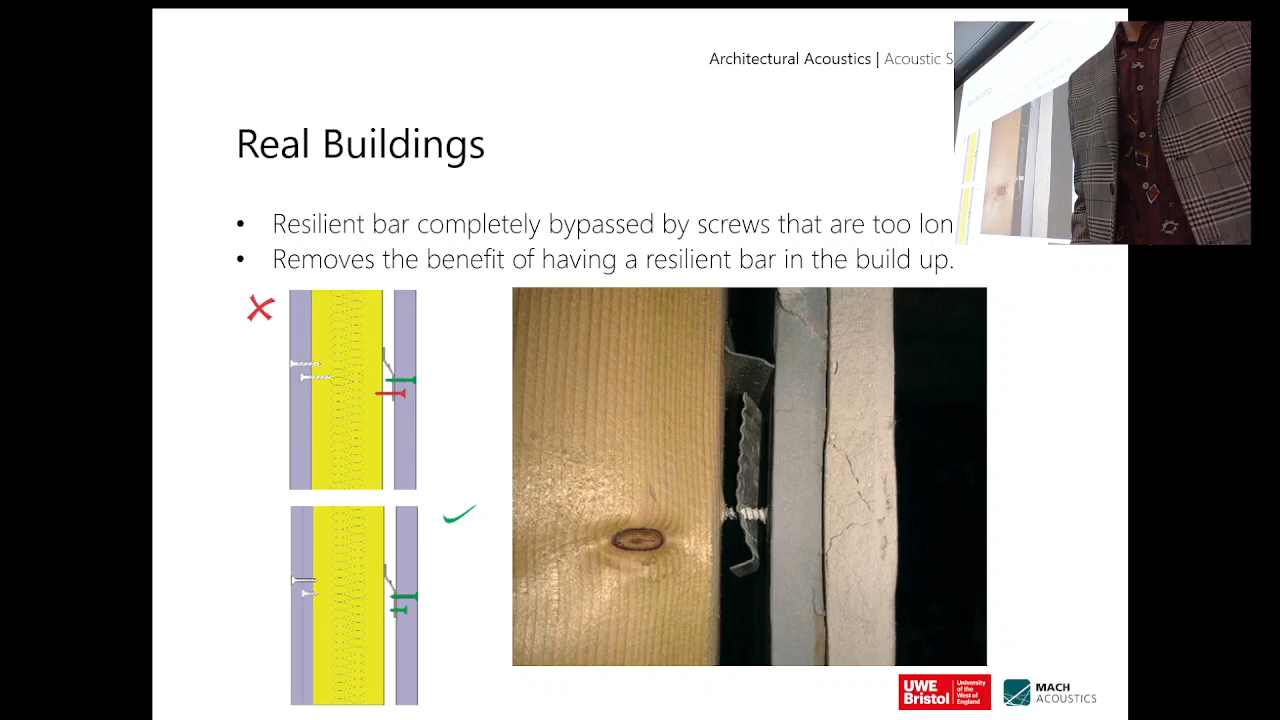 Architectural Acoustics | Acoustic S
Real Buildings
• Resilient bar completely bypassed by screws that are too lon
• Removes the benefit of having a resilient bar in the build up.
UWE
Bristol
University
of the
West of
England
MACH
ACOUSTICS